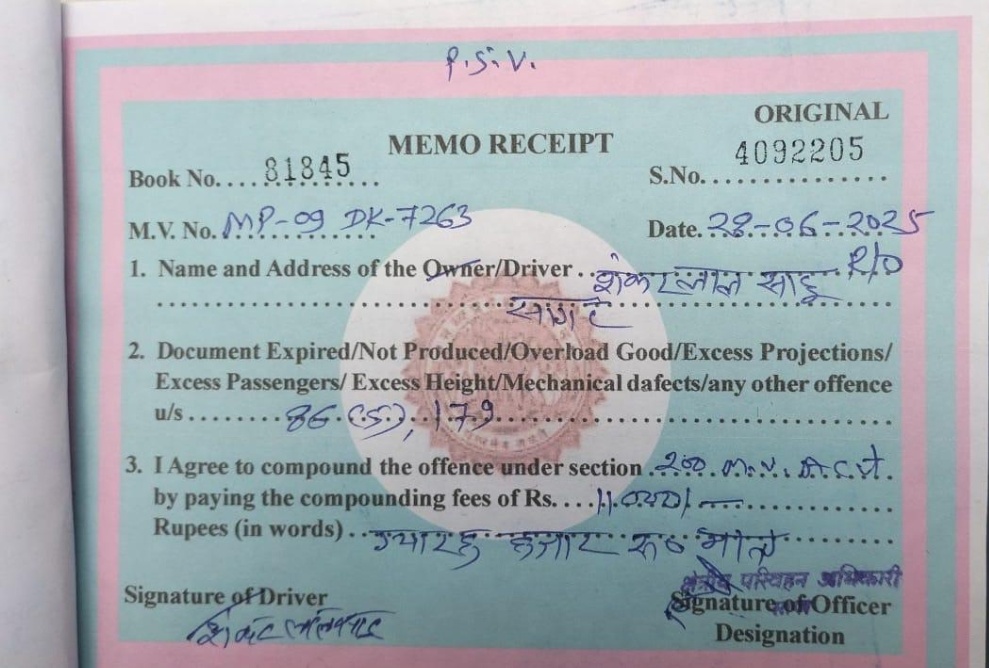 P.S.V.
ORIGINAL
MEMO RECEIPT
4092205
Book No.... 81845
S.No.
M.V. No. MP-09 DK-7263
Date. 28-06-2025
1. Name and Address of the Owner/Driver .. शंकरलाल साहू R/O
सागर
2. Document Expired/Not Produced/Overload Good/Excess Projections/
Excess Passengers/ Excess Height/Mechanical dafects/any other offence
u/s ........ 86 (5), 179
3. I Agree to compound the offence under section . 200
by paying the compounding fees of Rs.... 11000/-
Rupees (in words) .. ग्यारह हजार रू० मात्र
क्षेत्रीय परिवहन अधिकारी
Signature of Driver
Signature of Officer
Designation